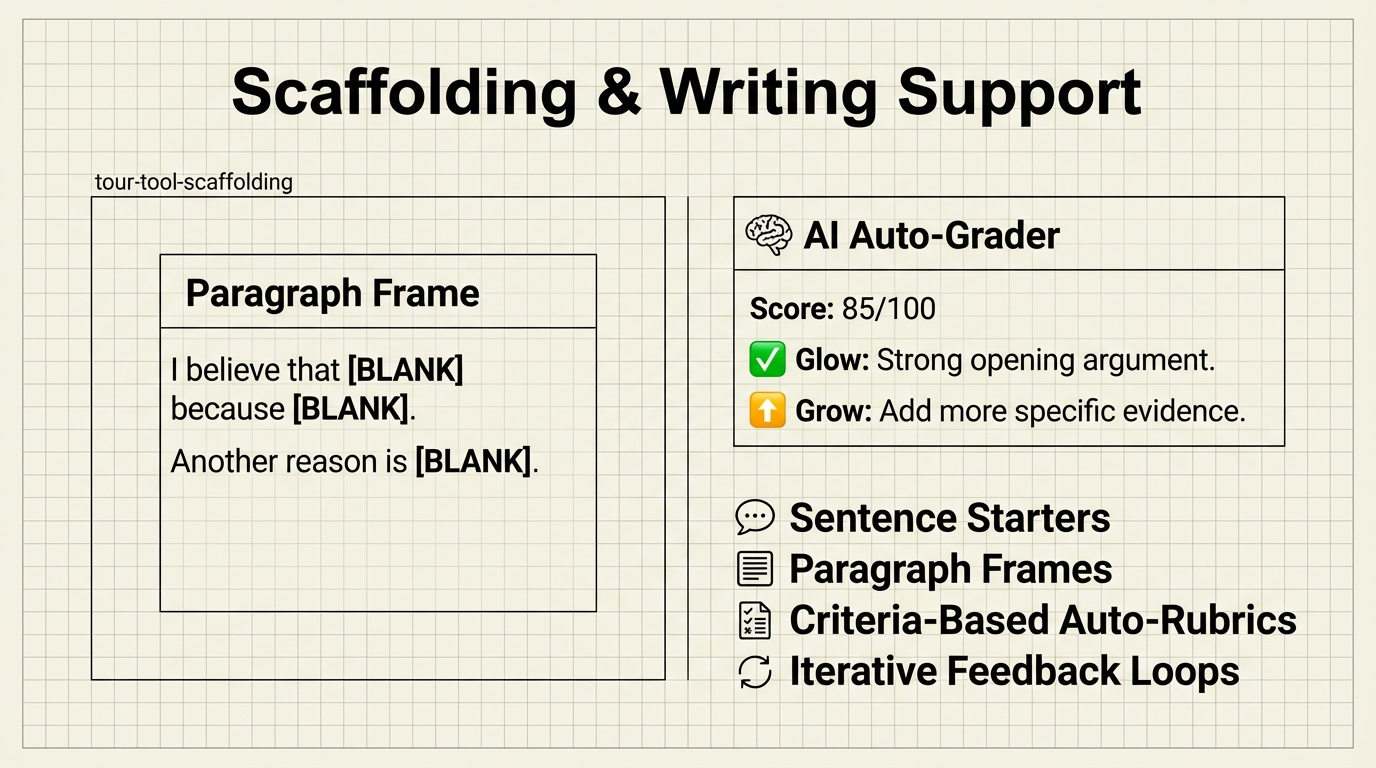 Scaffolding & Writing Support
tour-tool-scaffolding
Paragraph Frame
I believe that [BLANK]
because [BLANK].
Another reason is [BLANK].
AI Auto-Grader
Score: 85/100
Glow: Strong opening argument.
Grow: Add more specific evidence.
Sentence Starters
Paragraph Frames
Criteria-Based Auto-Rubrics
Iterative Feedback Loops